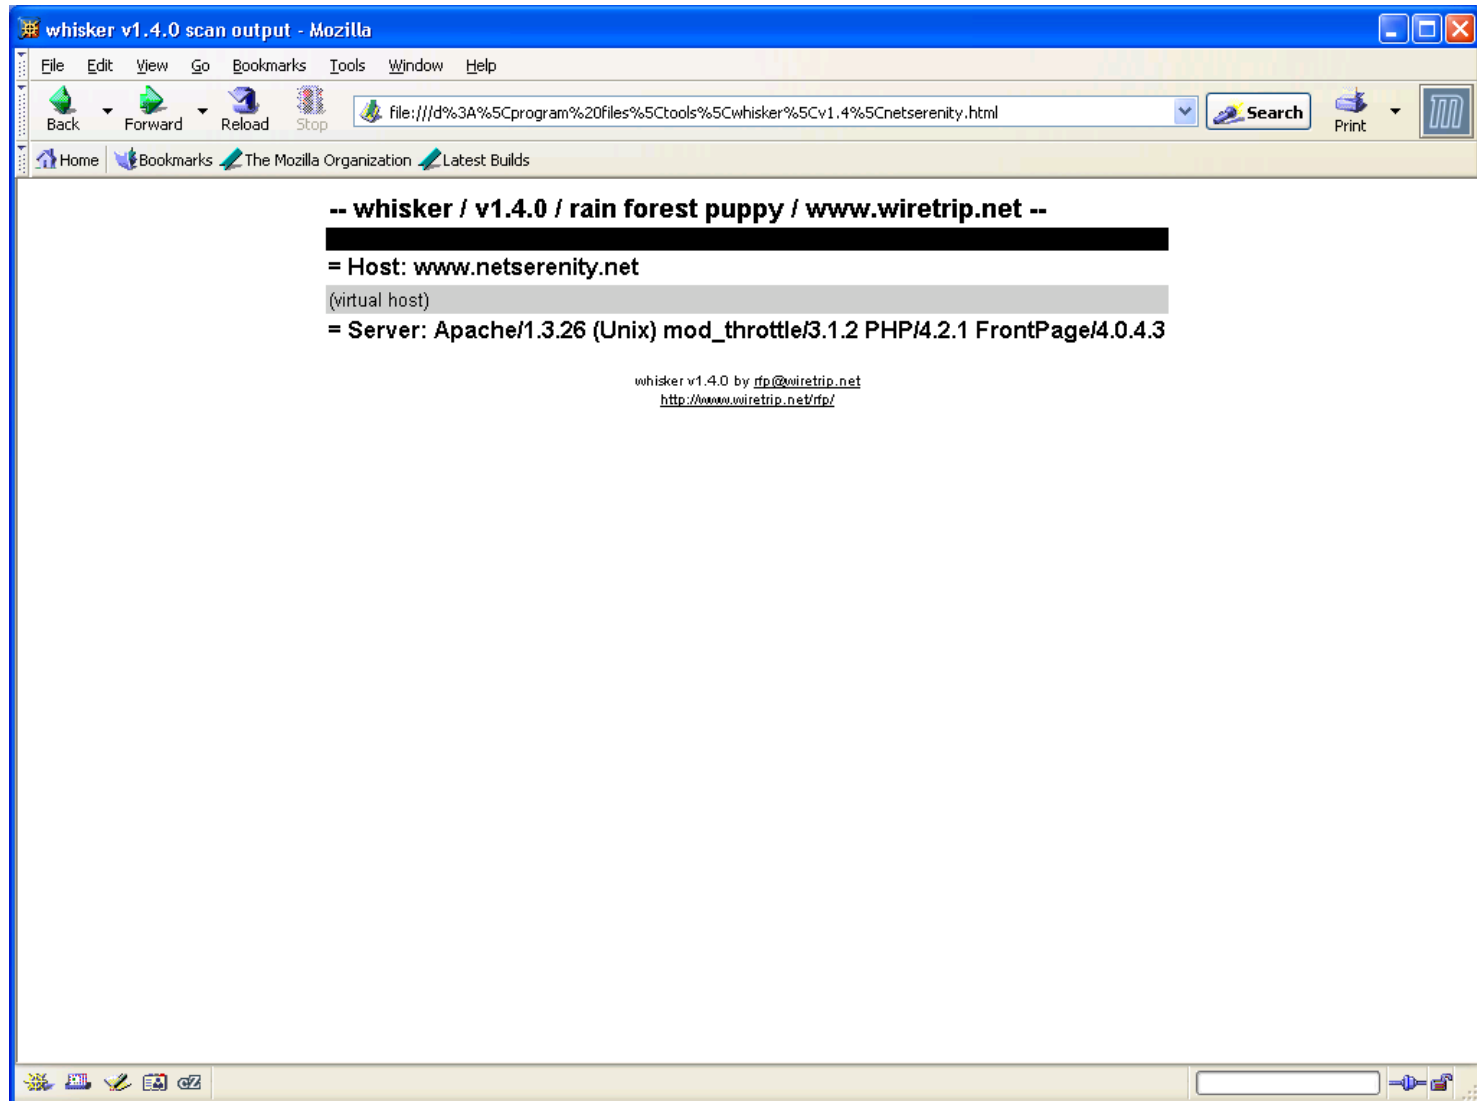 whisker v1.4.0 scan output - Mozilla
File Edit View Go Bookmarks Tools Window Help
Back Forward Reload Stop file:///d%3A%5Cprogram%20files%5Ctools%5Cwhisker%5Cv1.4%5Cnetserenity.html Search Print
Home Bookmarks The Mozilla Organization Latest Builds
-- whisker / v1.4.0 / rain forest puppy / www.wiretrip.net --
= Host: www.netserenity.net
(virtual host)
= Server: Apache/1.3.26 (Unix) mod_throttle/3.1.2 PHP/4.2.1 FrontPage/4.0.4.3
whisker v1.4.0 by rfp@wiretrip.net
http://www.wiretrip.net/rfp/